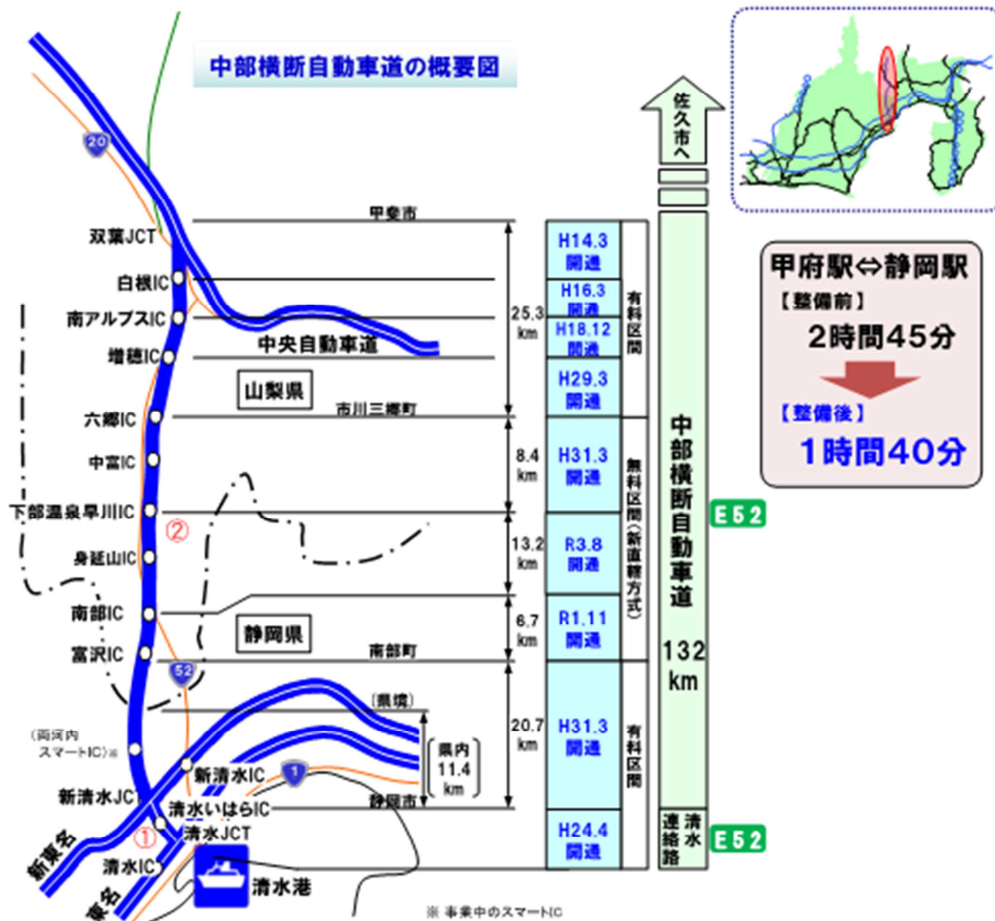 中部横断自動車道の概要図
20
佐久市へ
甲斐市
双葉JCT
白根IC
南アルプスIC
増穂IC
中央自動車道
山梨県
市川三郷町
六郷IC
中富IC
下部温泉早川IC
②
身延山IC
南部IC
静岡県
富沢IC
南部町
52
(県境)
(両河内
スマートIC)※
新清水IC
1
新清水JCT
静岡市
清水いはらIC
①
清水JCT
清水IC
新東名
東名
清水港
25.3
km
8.4
km
13.2
km
6.7
km
20.7
km
県内
11.4
km
H14.3
開通
H16.3
開通
H18.12
開通
H29.3
開通
H31.3
開通
R3.8
開通
R1.11
開通
H31.3
開通
H24.4
開通
有料区間
無料区間(新直轄方式)
有料区間
中部横断自動車道
132
km
清水
連絡路
E52
E52
甲府駅⇔静岡駅
【整備前】
2時間45分
【整備後】
1時間40分
※ 事業中のスマートIC